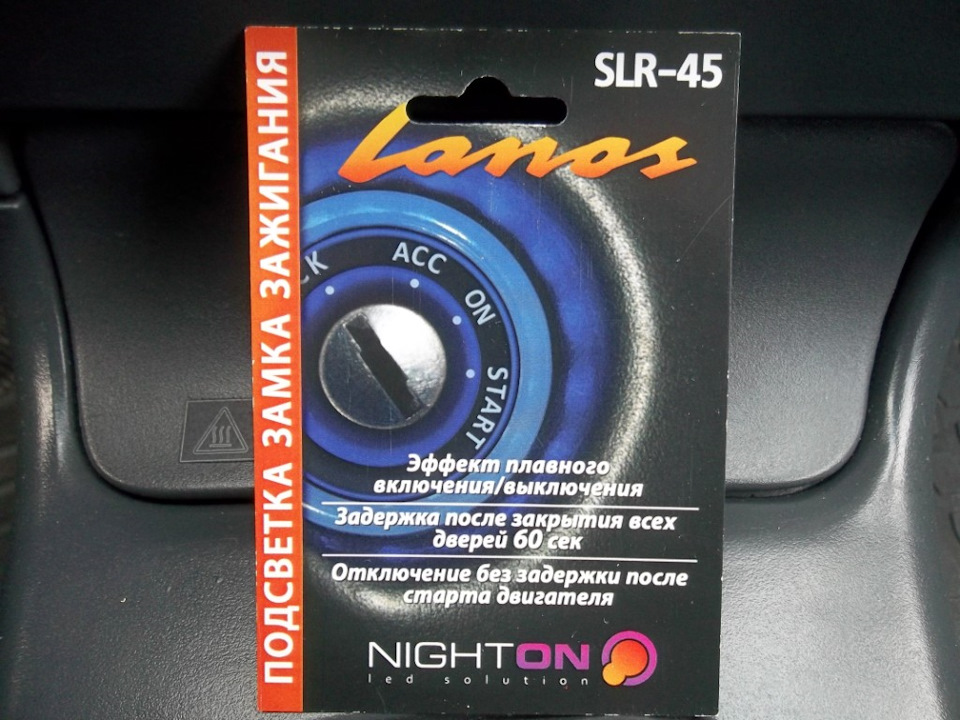 SLR-45
Lanos
ПОДСВЕТКА ЗАМКА ЗАЖИГАНИЯ
ACC
ON
START
Эффект плавного
включения/выключения
Задержка после закрытия всех
дверей 60 сек
Отключение без задержки после
старта двигателя
NIGHTON
led solution